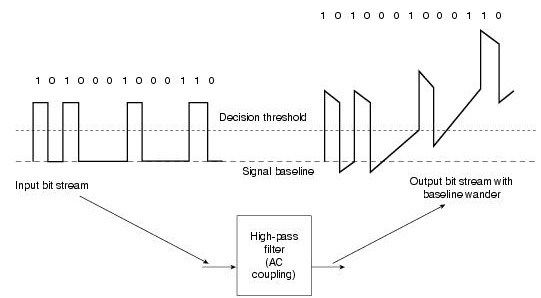 1 0 1 0 0 0 1 0 0 0 1 1 0
1 0 1 0 0 0 1 0 0 0 1 1 0
Decision threshold
Signal baseline
Input bit stream
Output bit stream with
baseline wander
High-pass
filter
(AC
coupling)